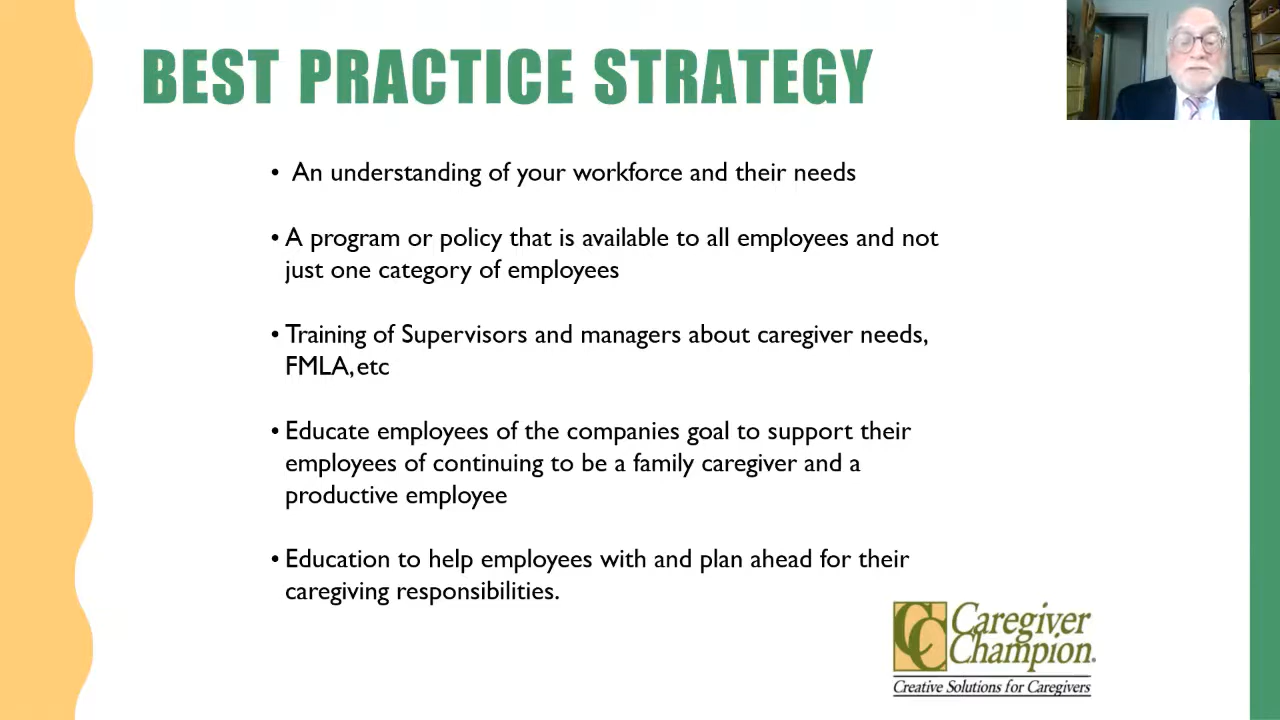 BEST PRACTICE STRATEGY
• An understanding of your workforce and their needs
• A program or policy that is available to all employees and not
just one category of employees
• Training of Supervisors and managers about caregiver needs,
FMLA, etc
• Educate employees of the companies goal to support their
employees of continuing to be a family caregiver and a
productive employee
• Education to help employees with and plan ahead for their
caregiving responsibilities.
CC Caregiver
Champion®
Creative Solutions for Caregivers